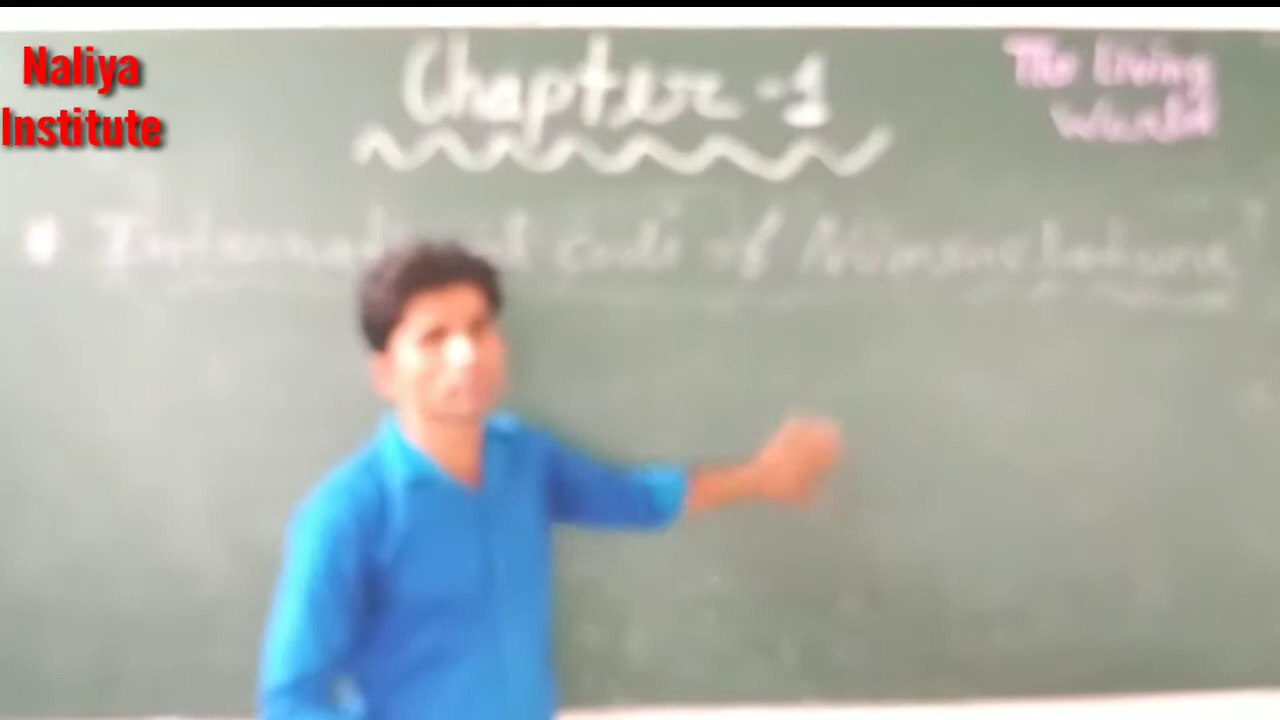 Naliya
Institute
Chapter -1
The Living
World
International code of Nomenclature